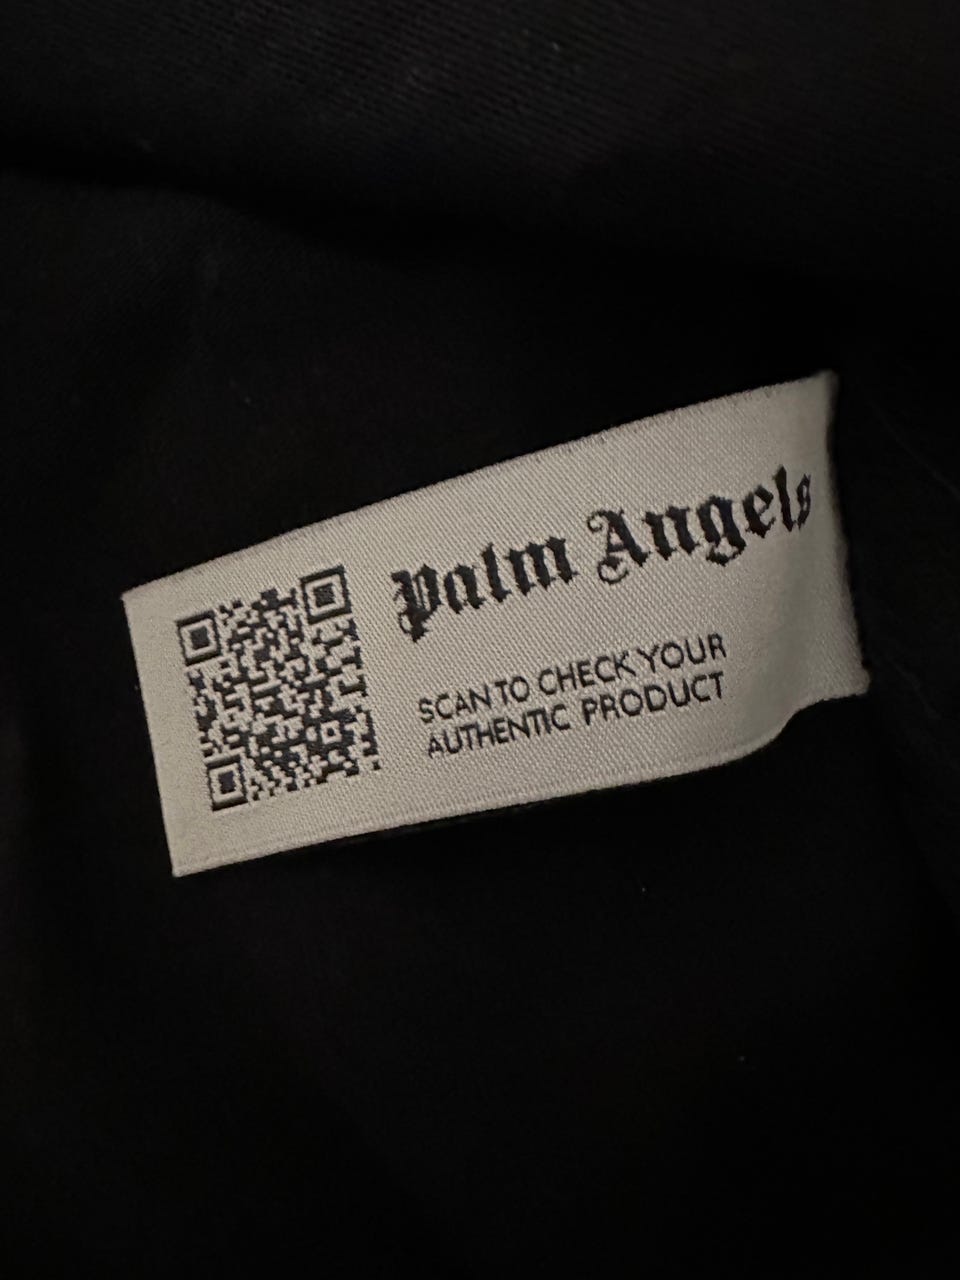 Palm Angels
SCAN TO CHECK YOUR
AUTHENTIC PRODUCT